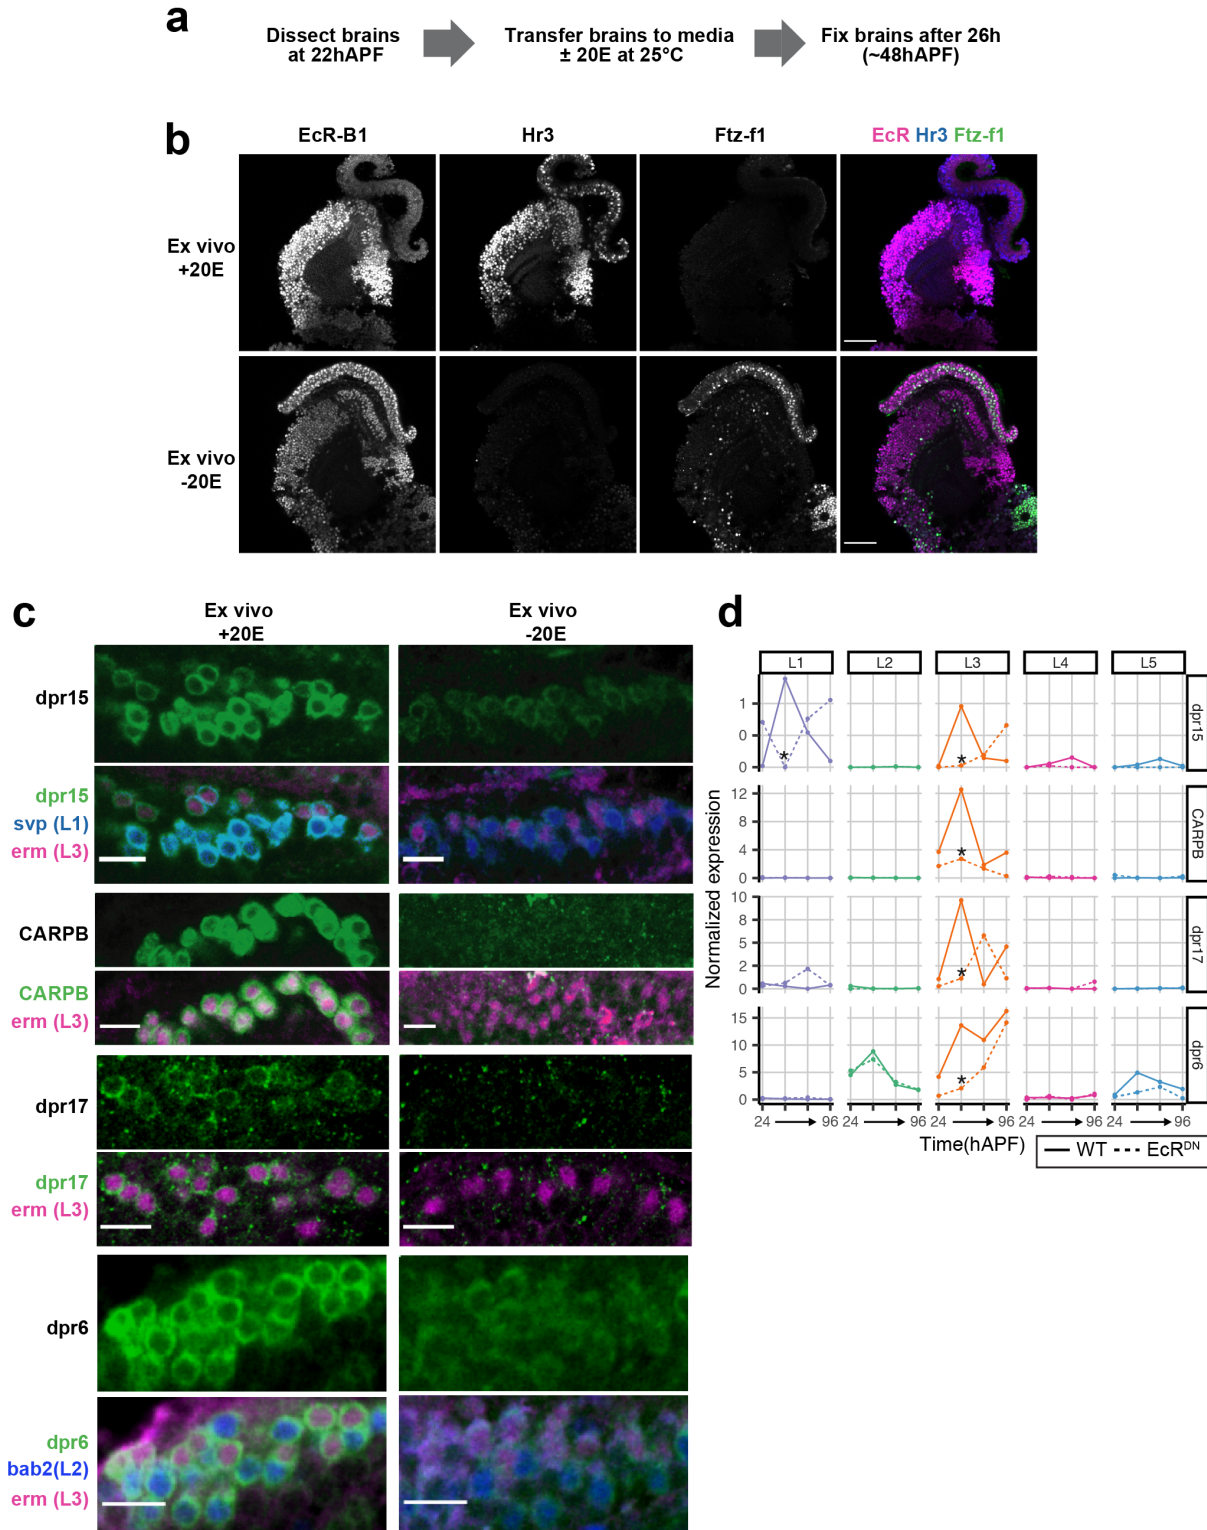 a
Dissect brains
at 22hAPF
Transfer brains to media
± 20E at 25°C
Fix brains after 26h
(~48hAPF)
b
EcR-B1
Hr3
Ftz-f1
EcR Hr3 Ftz-f1
Ex vivo
+20E
Ex vivo
-20E
c
Ex vivo
+20E
Ex vivo
-20E
dpr15
dpr15
svp (L1)
erm (L3)
CARPB
CARPB
erm (L3)
dpr17
dpr17
erm (L3)
dpr6
dpr6
bab2(L2)
erm (L3)
d
L1
L2
L3
L4
L5
Normalized expression
1
0
0
*
*
dpr15
12
8
4
0
*
CARPB
10
8
5
2
0
*
dpr17
15
10
5
0
*
dpr6
24
96
24
96
24
96
24
96
24
96
Time(hAPF)
WT
EcRDN